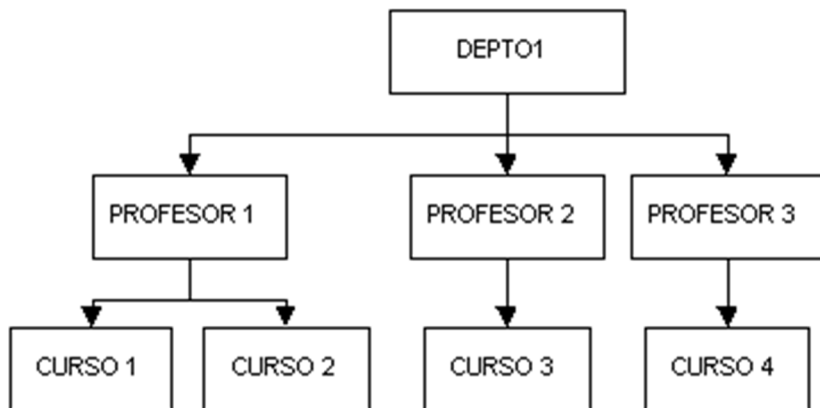 DEPTO1
PROFESOR 1
PROFESOR 2
PROFESOR 3
CURSO 1
CURSO 2
CURSO 3
CURSO 4